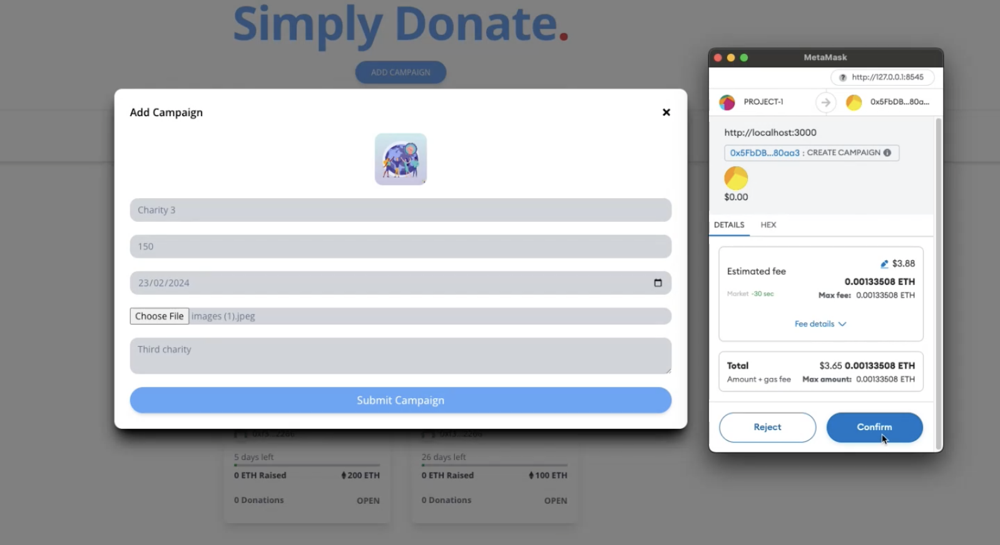 Simply Donate.
ADD CAMPAIGN
Add Campaign
Charity 3
150
23/02/2024
Choose File images (1).jpeg
Third charity
Submit Campaign
5 days left
0 ETH Raised 200 ETH
0 Donations OPEN
26 days left
0 ETH Raised 100 ETH
0 Donations OPEN
MetaMask
http://127.0.0.1:8545
PROJECT-1 0x5FbDB...80a...
http://localhost:3000
0x5FbDB...80aa3 : CREATE CAMPAIGN
$0.00
DETAILS HEX
Estimated fee $3.88
0.00133508 ETH
Market ~30 sec Max fee: 0.00133508 ETH
Fee details
Total $3.65 0.00133508 ETH
Amount + gas fee Max amount: 0.00133508 ETH
Reject Confirm